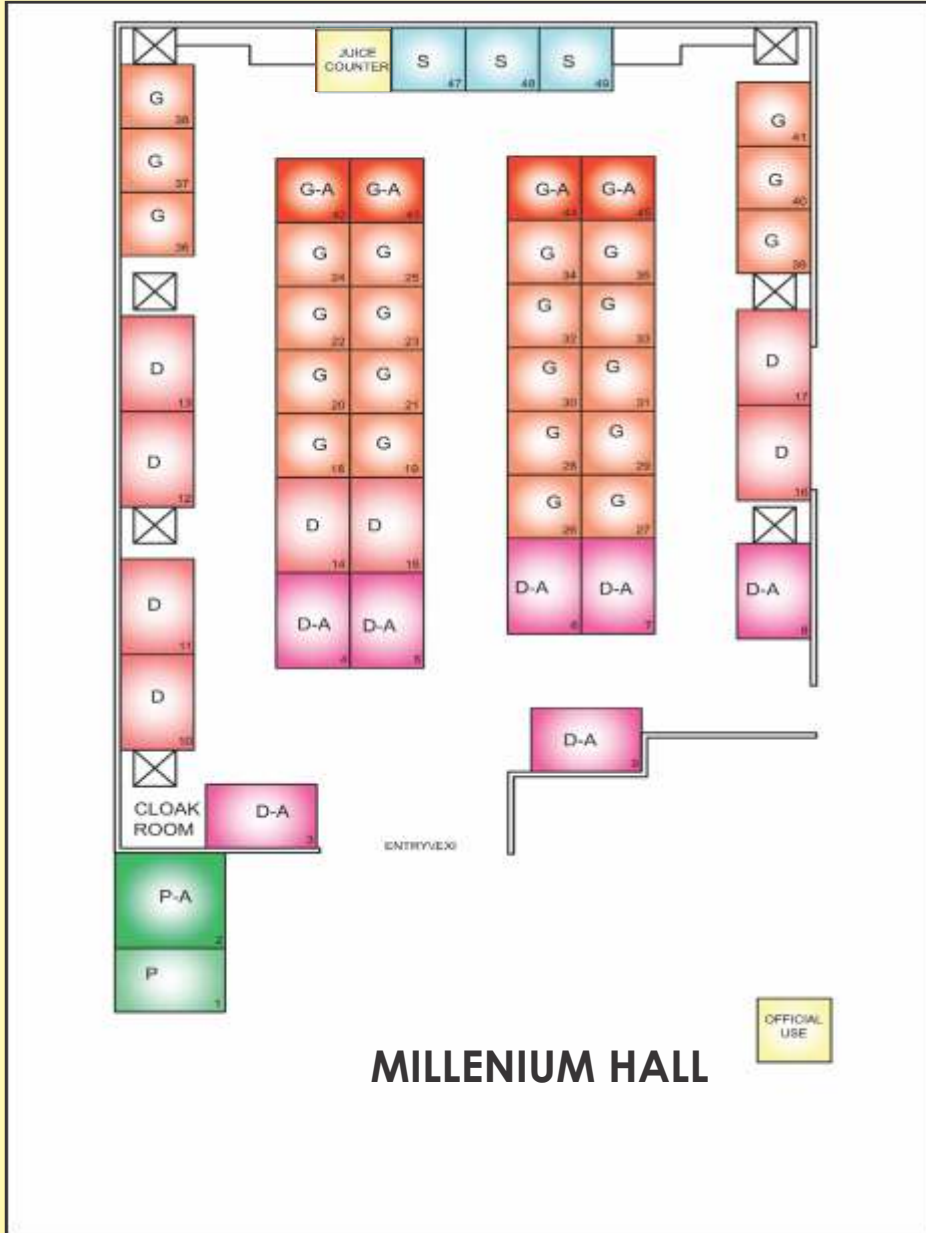 JUICE
COUNTER
S
47
S
48
S
49
G
38
G
37
G
36
G
41
G
40
G
39
G-A
42
G-A
43
G-A
44
G-A
45
G
24
G
25
G
34
G
35
G
22
G
23
G
32
G
33
G
20
G
21
G
30
G
31
G
18
G
19
G
28
G
29
G
26
G
27
D
13
D
12
D
17
D
16
D
14
D
15
D
11
D
10
D-A
4
D-A
5
D-A
6
D-A
7
D-A
D-A
CLOAK
ROOM
D-A
3
ENTRY\EXI
P-A
2
P
1
OFFICIAL
USE
MILLENIUM HALL